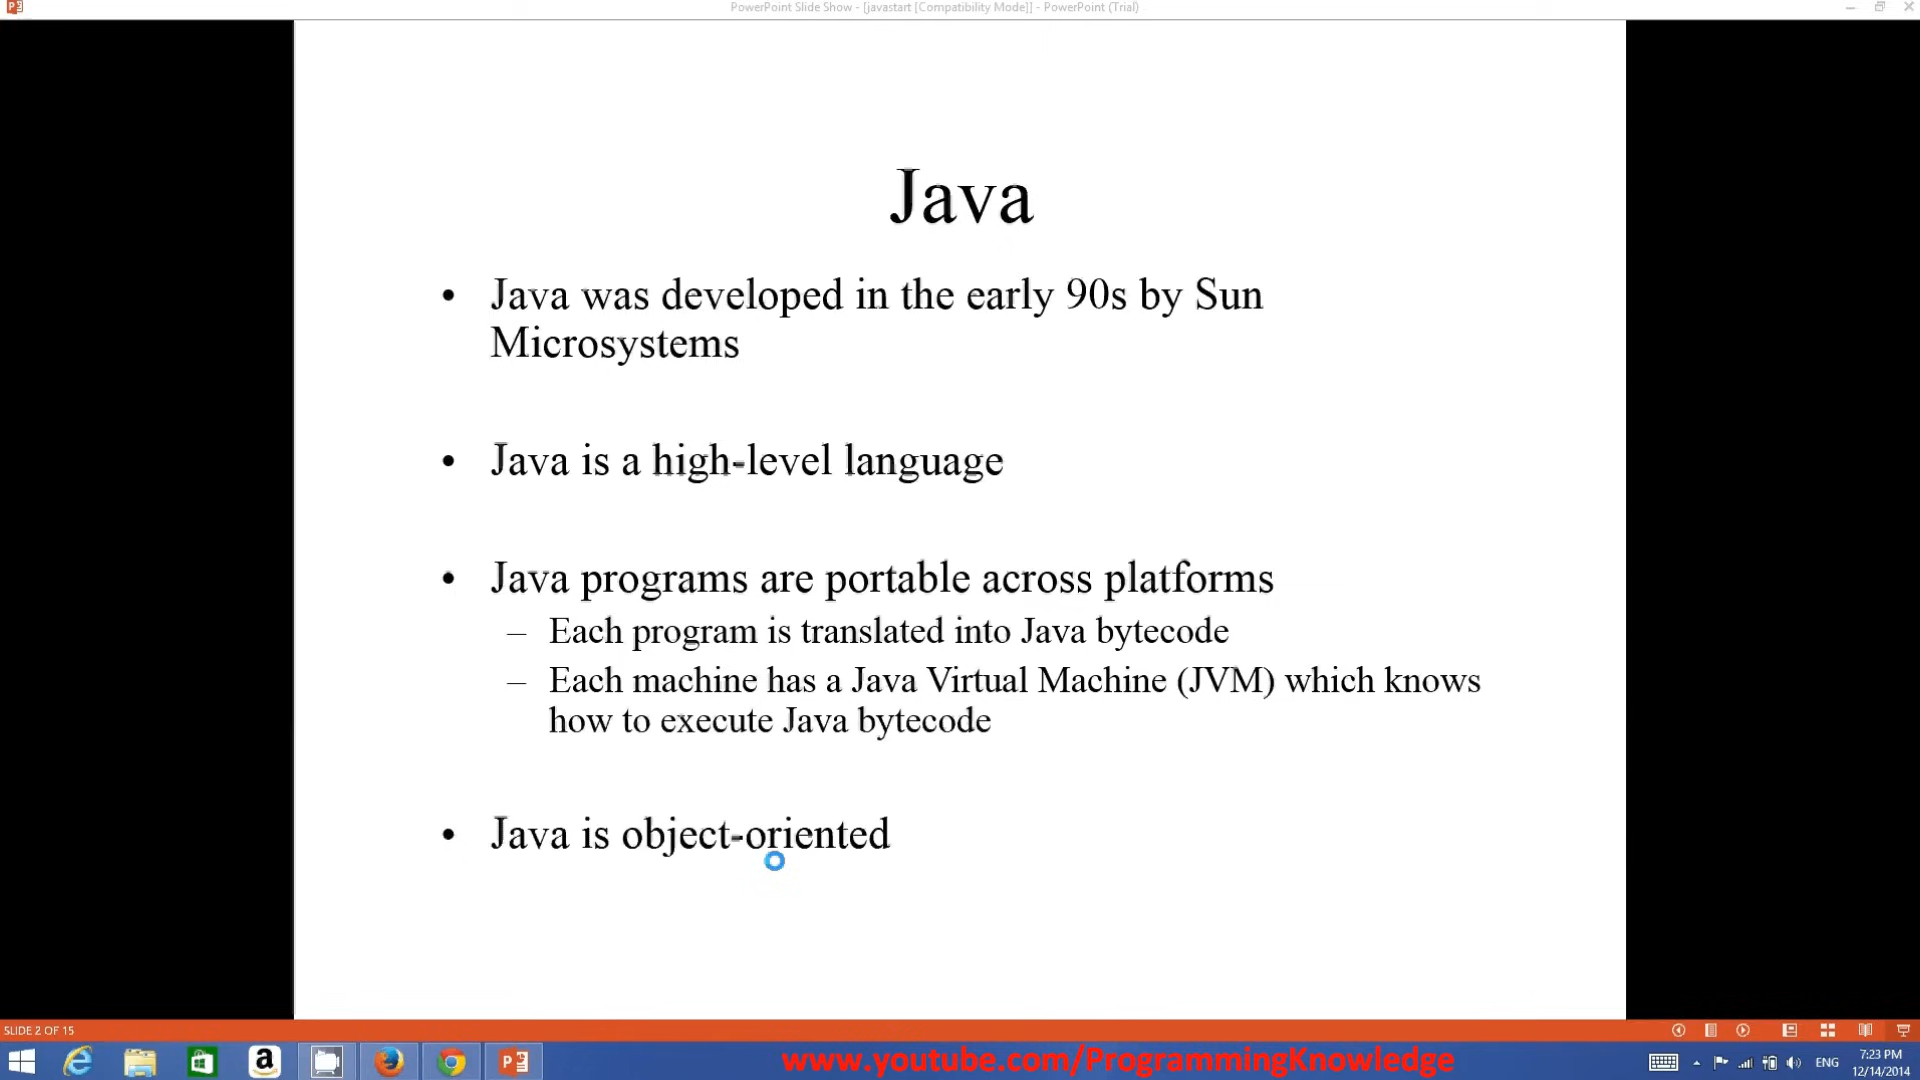 PowerPoint Slide Show - [javastart [Compatibility Mode]] - PowerPoint (Trial)
Java
• Java was developed in the early 90s by Sun
Microsystems
• Java is a high-level language
• Java programs are portable across platforms
– Each program is translated into Java bytecode
– Each machine has a Java Virtual Machine (JVM) which knows
how to execute Java bytecode
• Java is object-oriented
SLIDE 2 OF 15
www.youtube.com/ProgrammingKnowledge
ENG
7:23 PM
12/14/2014